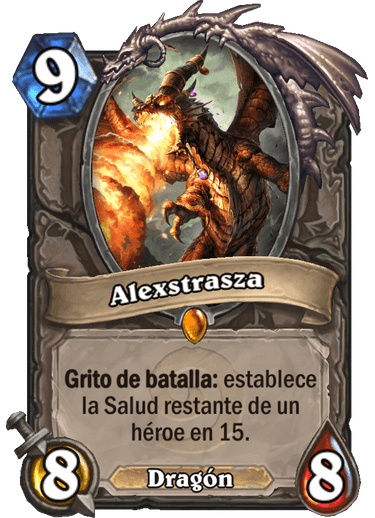 9
Alexstrasza
Grito de batalla: establece
la Salud restante de un
héroe en 15.
8
Dragón
8